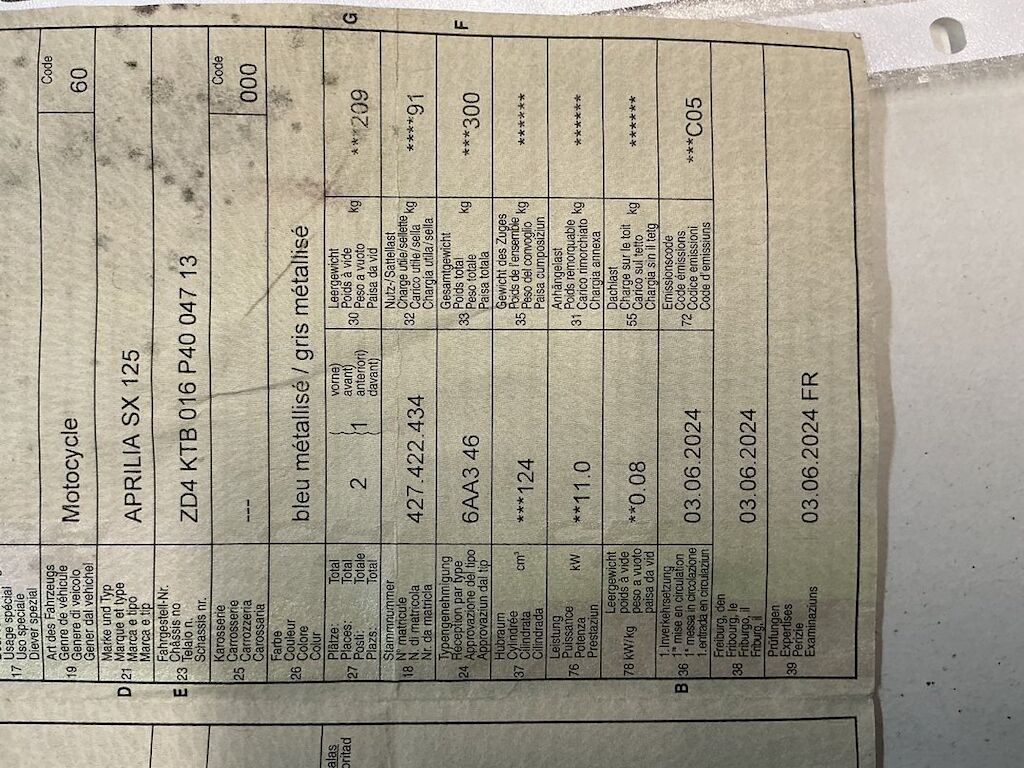 17 Usage spécial
Uso speciale
Diever spezial
19 Art des Fahrzeugs
Genre de véhicule
Genere di veicolo
Gener da vehichel
Motocycle
Code
60
D 21 Marke und Typ
Marque et type
Marca e tipo
Marca e tip
APRILIA SX 125
E 23 Fahrgestell-Nr.
Châssis no
Telaio n.
Schassis nr.
ZD4 KTB 016 P40 047 13
25 Karosserie
Carrosserie
Carrozzeria
Carossaria
---
Code
000
26 Farbe
Couleur
Colore
Colur
bleu métallisé / gris métallisé
27 Plätze: Total
Places: Total
Posti: Totale
Plazs: Total
2
1
vorne)
avant)
anteriori)
davant)
30 Leergewicht
Poids à vide
Peso a vuoto
Paisa da vid
kg
***209
G
18 Stammnummer
N° matricule
N. di matricola
Nr. da matricla
427.422.434
32 Nutz-/Sattellast
Charge utile/sellette
Carico utile/sella
Chargia utila/sella
kg
****91
24 Typengenehmigung
Réception par type
Approvazione del tipo
Approvaziun dal tip
6AA3 46
33 Gesamtgewicht
Poids total
Peso totale
Paisa totala
kg
***300
F
37 Hubraum
Cylindrée
Cilindrata
Cilindrada
cm³
***124
35 Gewicht des Zuges
Poids de l'ensemble
Peso del convoglio
Paisa cumposiziun
kg
******
76 Leistung
Puissance
Potenza
Prestaziun
kW
**11.0
31 Anhängelast
Poids remorquable
Carico rimorchiato
Chargia annexa
kg
******
78 kW/kg
Leergewicht
poids à vide
peso a vuoto
paisa da vid
**0.08
55 Dachlast
Charge sur le toit
Carico sul tetto
Chargia sin il tetg
kg
******
B 36 1.Inverkehrsetzung
1re mise en circulation
1a messa in circolazione
1.entrada en circulaziun
03.06.2024
72 Emissionscode
Code émissions
Codice emissioni
Code d'emissiuns
***C05
38 Freiburg, den
Fribourg, le
Friburgo il
Friburg, il
03.06.2024
39 Prüfungen
Expertises
Perizie
Examinaziuns
03.06.2024 FR
alas
oritad